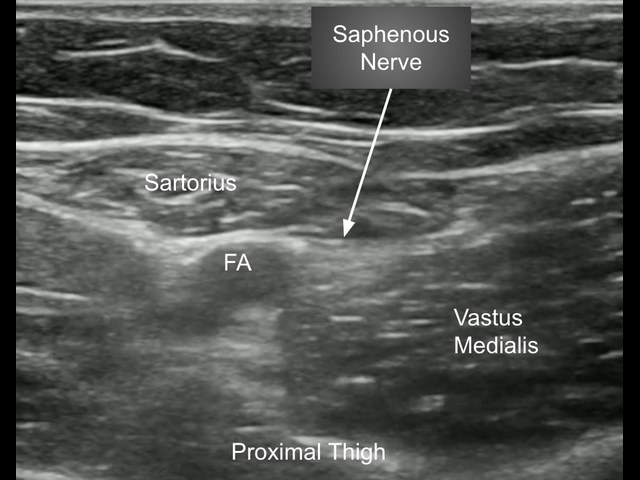 Saphenous
Nerve
Sartorius
FA
Vastus
Medialis
Proximal Thigh